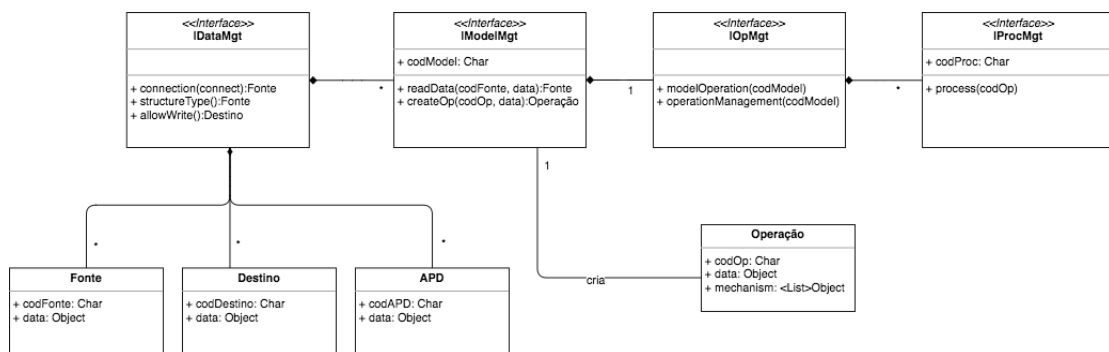 <<Interface>>
IDataMgt
+ connection(connect):Fonte
+ structureType():Fonte
+ allowWrite():Destino
*
<<Interface>>
IModelMgt
+ codModel: Char
+ readData(codFonte, data):Fonte
+ createOp(codOp, data):Operação
1
<<Interface>>
IOpMgt
+ modelOperation(codModel)
+ operationManagement(codModel)
*
<<Interface>>
IProcMgt
+ codProc: Char
+ process(codOp)
1
cria
*
*
*
Fonte
+ codFonte: Char
+ data: Object
Destino
+ codDestino: Char
+ data: Object
APD
+ codAPD: Char
+ data: Object
Operação
+ codOp: Char
+ data: Object
+ mechanism: <List>Object